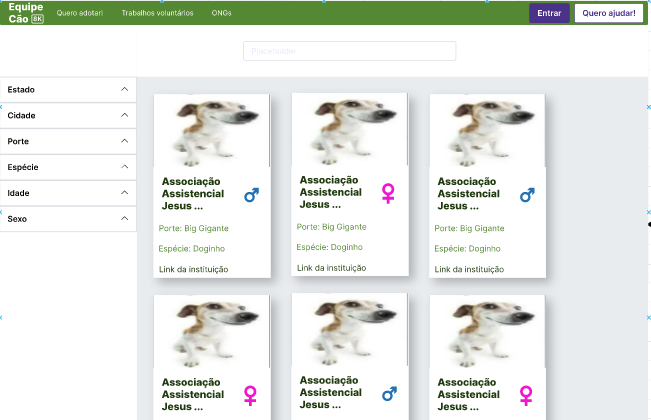 Equipe
Cão 8K
Quero adotar!
Trabalhos voluntários
ONGs
Entrar
Quero ajudar!
Placeholder
Estado
Cidade
Porte
Espécie
Idade
Sexo
Associação
Assistencial
Jesus ...
Porte: Big Gigante
Espécie: Doginho
Link da instituição
Associação
Assistencial
Jesus ...
Porte: Big Gigante
Espécie: Doginho
Link da instituição
Associação
Assistencial
Jesus ...
Porte: Big Gigante
Espécie: Doginho
Link da instituição
Associação
Assistencial
Jesus ...
Associação
Assistencial
Jesus ...
Associação
Assistencial
Jesus ...